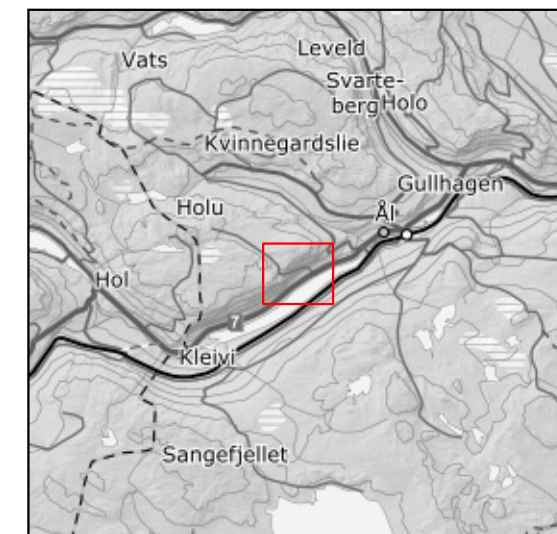 Leveld
Vats
Svarte-
berg
Holo
Kvinnegardslie
Gullhagen
Holu
Ål
Hol
7
Kleivi
Sangefjellet